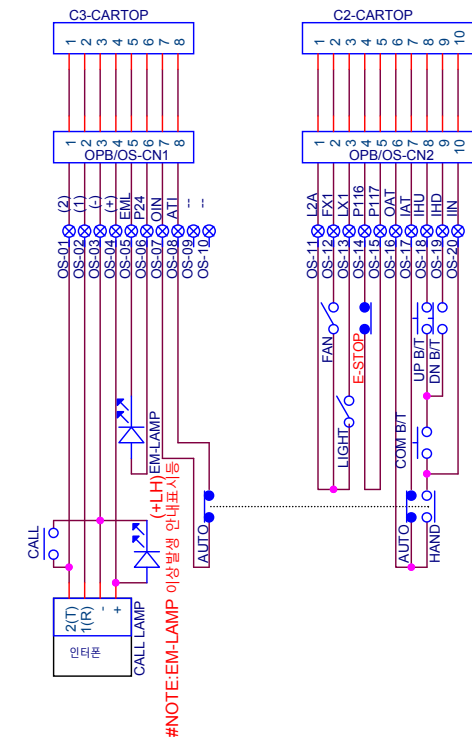 C3-CARTOP
1 2 3 4 5 6 7 8
1 2 3 4 5 6 7 8
OPB/OS-CN1
(2)
(1)
(-)
(+)
EML
P24
OIN
ATI
--
--
OS-01
OS-02
OS-03
OS-04
OS-05
OS-06
OS-07
OS-08
OS-09
OS-10
EM-LAMP
(+LH)
AUTO
CALL
2(T)
1(R)
-
+
인터폰
CALL LAMP
#NOTE:EM-LAMP 이상발생 안내표시등
C2-CARTOP
1 2 3 4 5 6 7 8 9 10
1 2 3 4 5 6 7 8 9 10
OPB/OS-CN2
L2A
FX1
LX1
P116
P117
OAT
IAT
IHU
IHD
IIN
OS-11
OS-12
OS-13
OS-14
OS-15
OS-16
OS-17
OS-18
OS-19
OS-20
FAN
E-STOP
UP B/T
DN B/T
LIGHT
COM B/T
AUTO
HAND